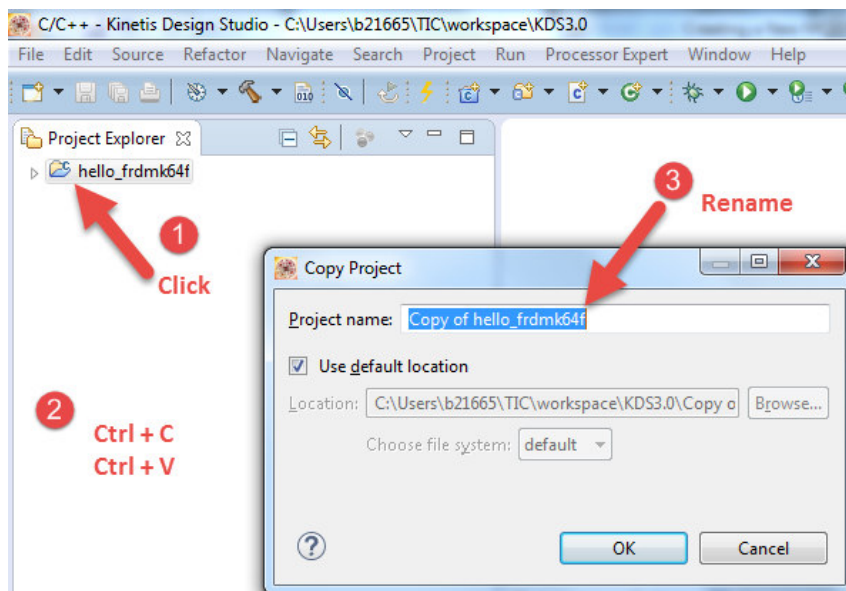 C/C++ - Kinetis Design Studio - C:\Users\b21665\TIC\workspace\KDS3.0
File Edit Source Refactor Navigate Search Project Run Processor Expert Window Help
010
Project Explorer
hello_frdmk64f
1
Click
3
Rename
Copy Project
Project name: Copy of hello_frdmk64f
Use default location
Location: C:\Users\b21665\TIC\workspace\KDS3.0\Copy o Browse...
Choose file system: default
2
Ctrl + C
Ctrl + V
? OK Cancel